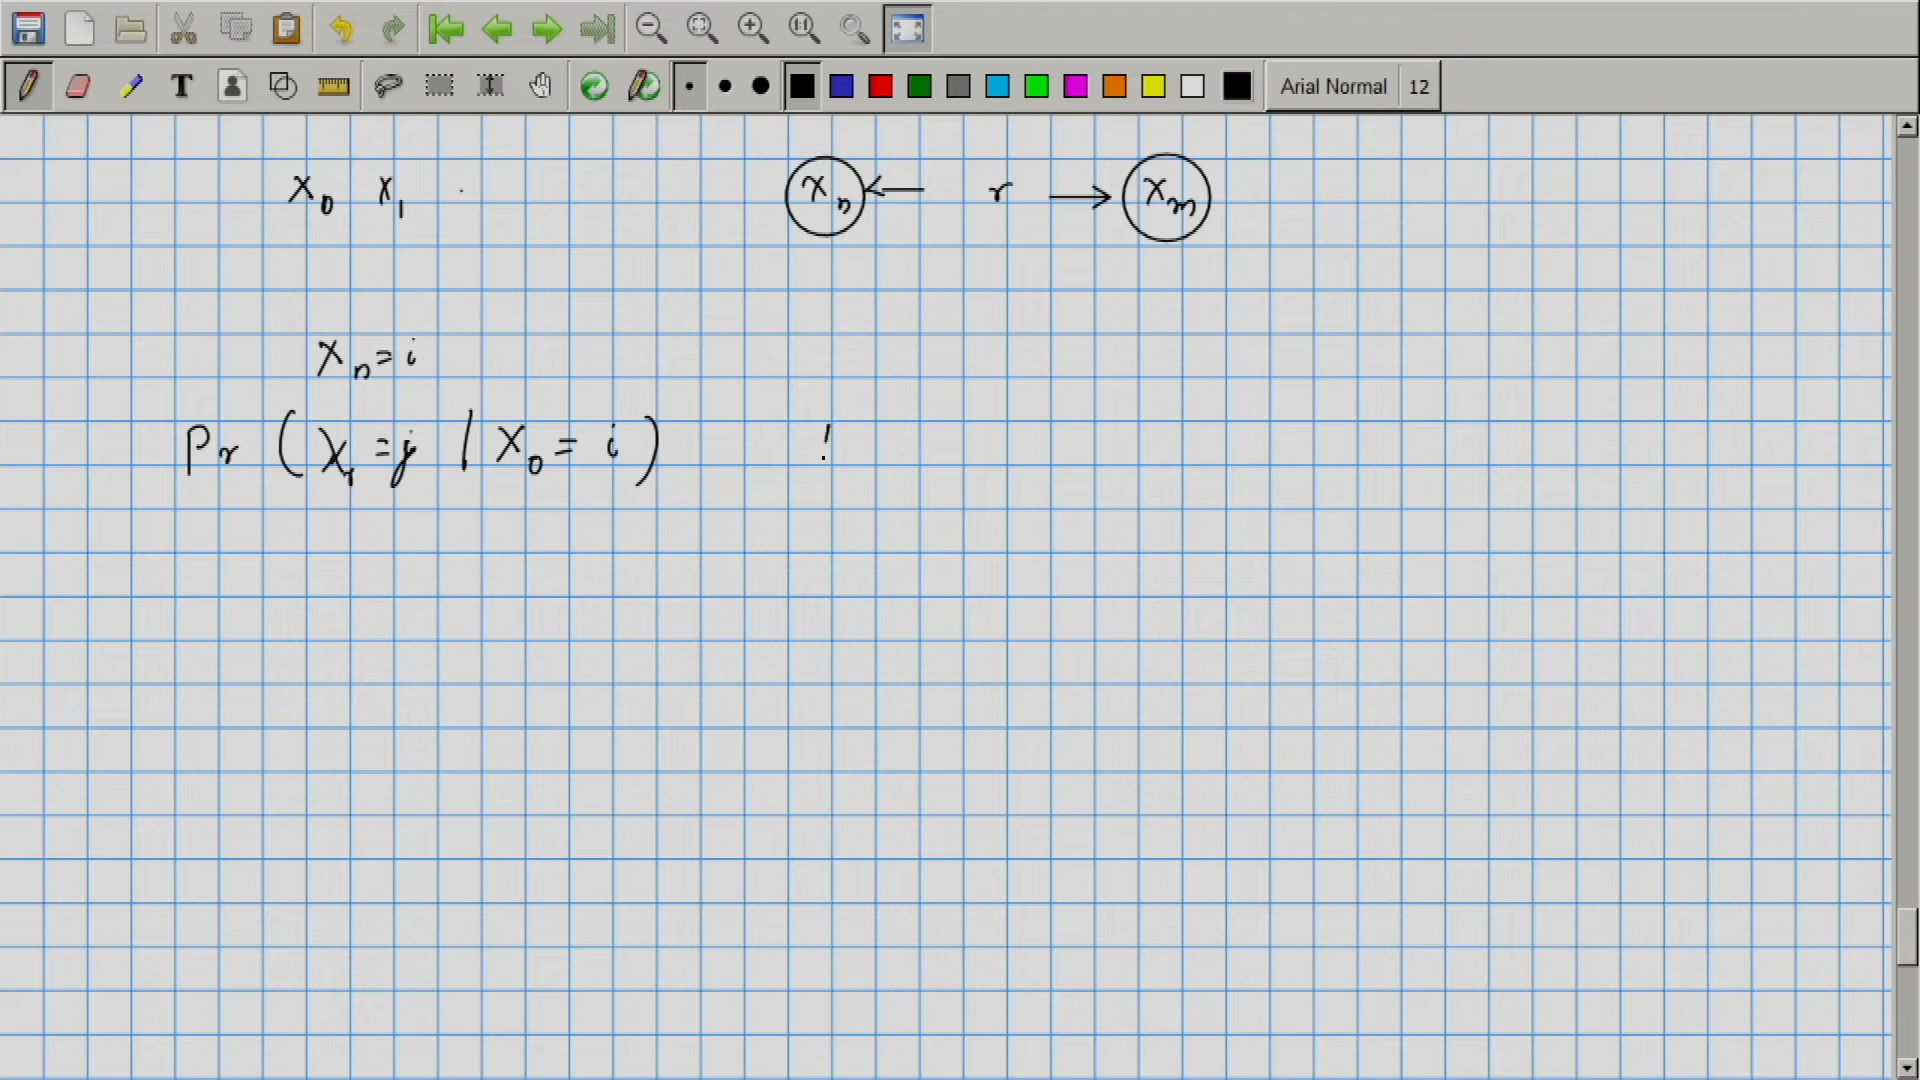 Arial Normal 12
X₀ X₁ . Xₙ ← r → Xₘ
Xₙ = i
Pr ( X₁ = j | X₀ = i )